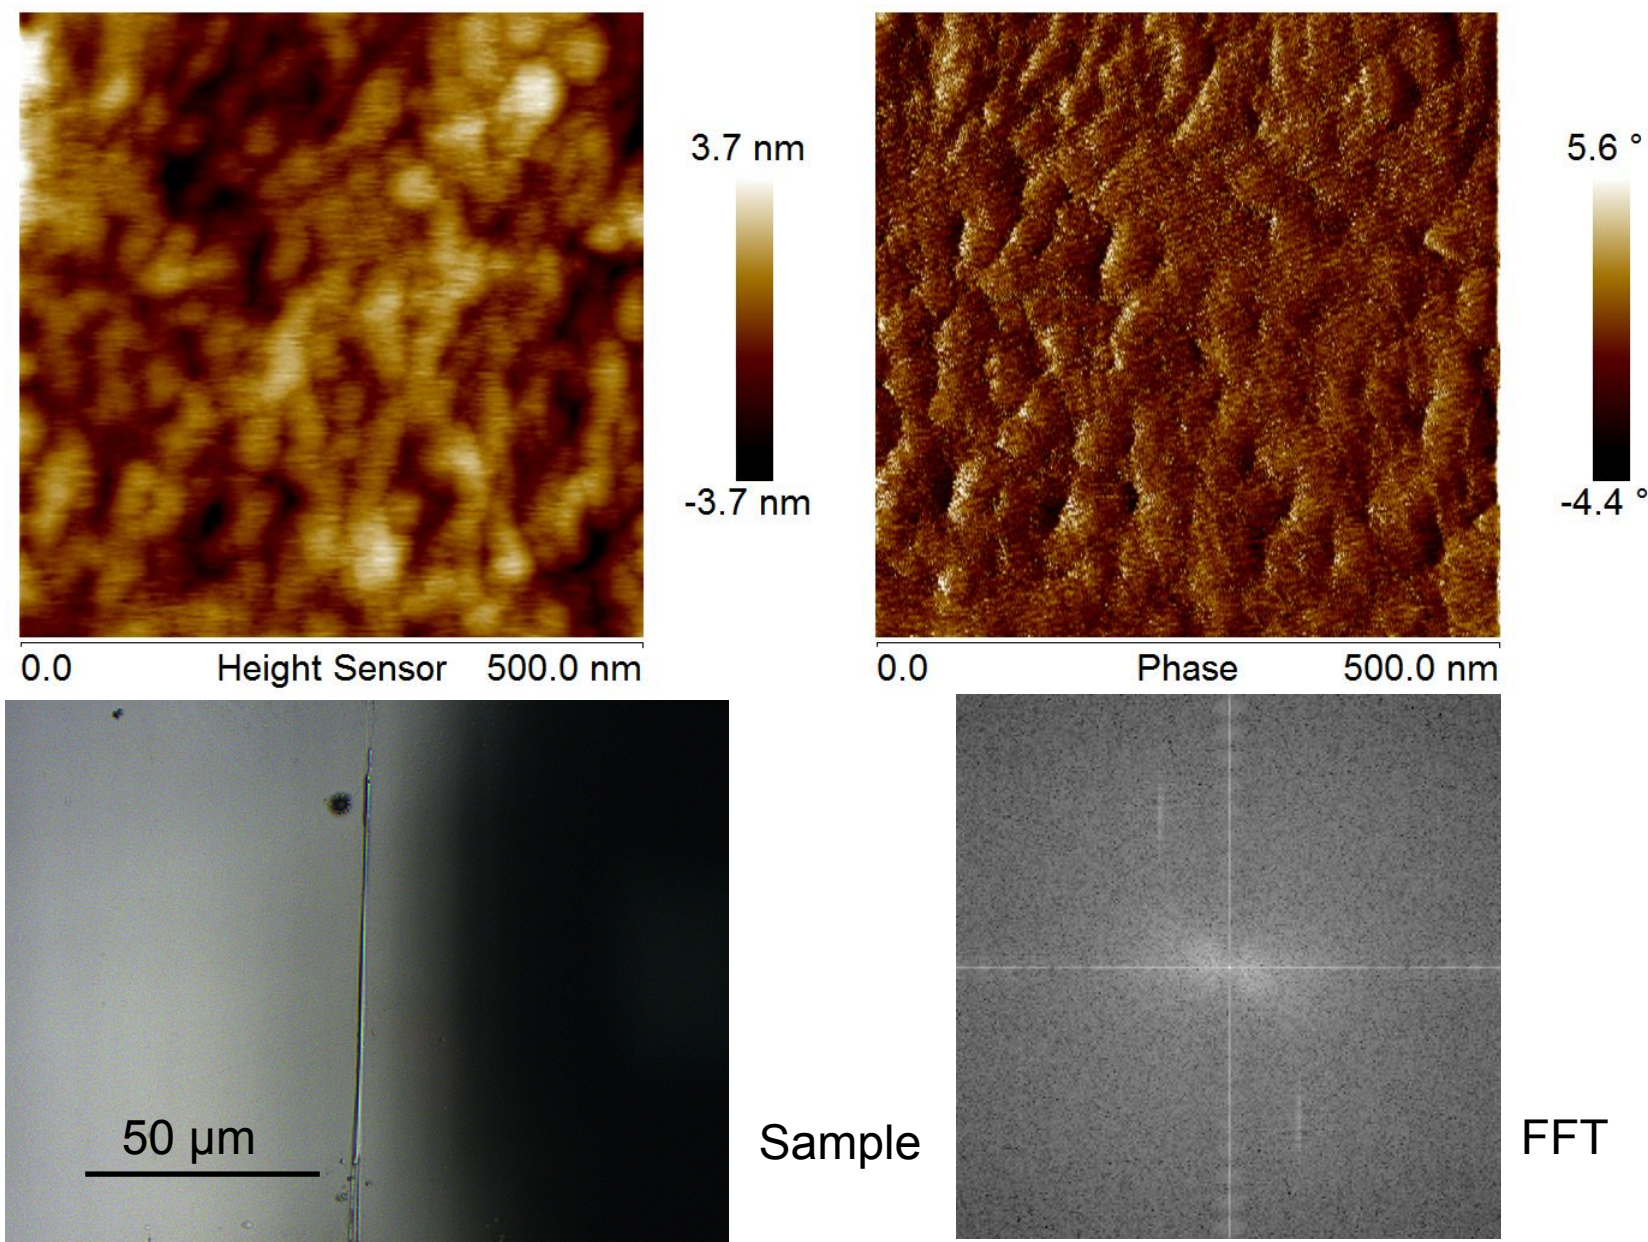 3.7 nm
-3.7 nm
0.0 Height Sensor 500.0 nm
5.6 °
-4.4 °
0.0 Phase 500.0 nm
50 µm
Sample
FFT